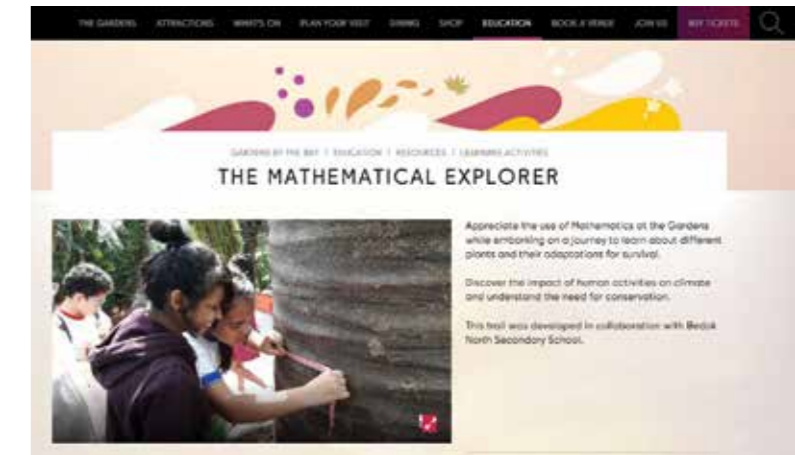 THE GARDENS ATTRACTIONS WHAT'S ON PLAN YOUR VISIT DINING SHOP EDUCATION BOOK A VENUE JOIN US BUY TICKETS
GARDENS BY THE BAY | EDUCATION | RESOURCES | LEARNING ACTIVITIES
THE MATHEMATICAL EXPLORER
Appreciate the use of Mathematics at the Gardens
while embarking on a journey to learn about different
plants and their adaptations for survival.
Discover the impact of human activities on climate
and understand the need for conservation.
This trail was developed in collaboration with Bedok
North Secondary School.